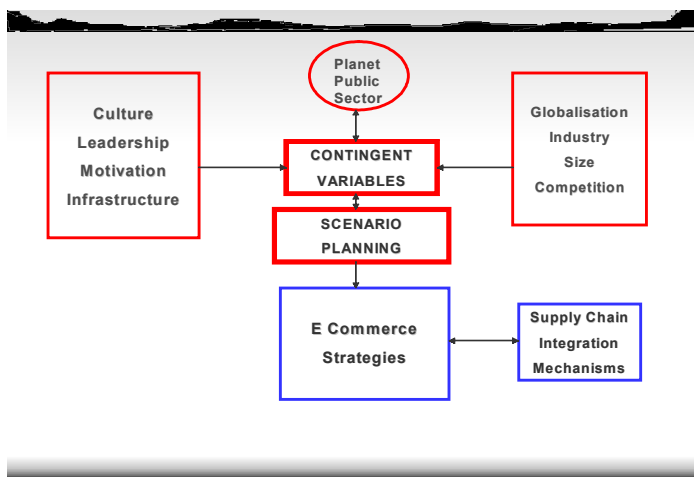 Planet
Public
Sector
Culture
Leadership
Motivation
Infrastructure
CONTINGENT
VARIABLES
Globalisation
Industry
Size
Competition
SCENARIO
PLANNING
E Commerce
Strategies
Supply Chain
Integration
Mechanisms